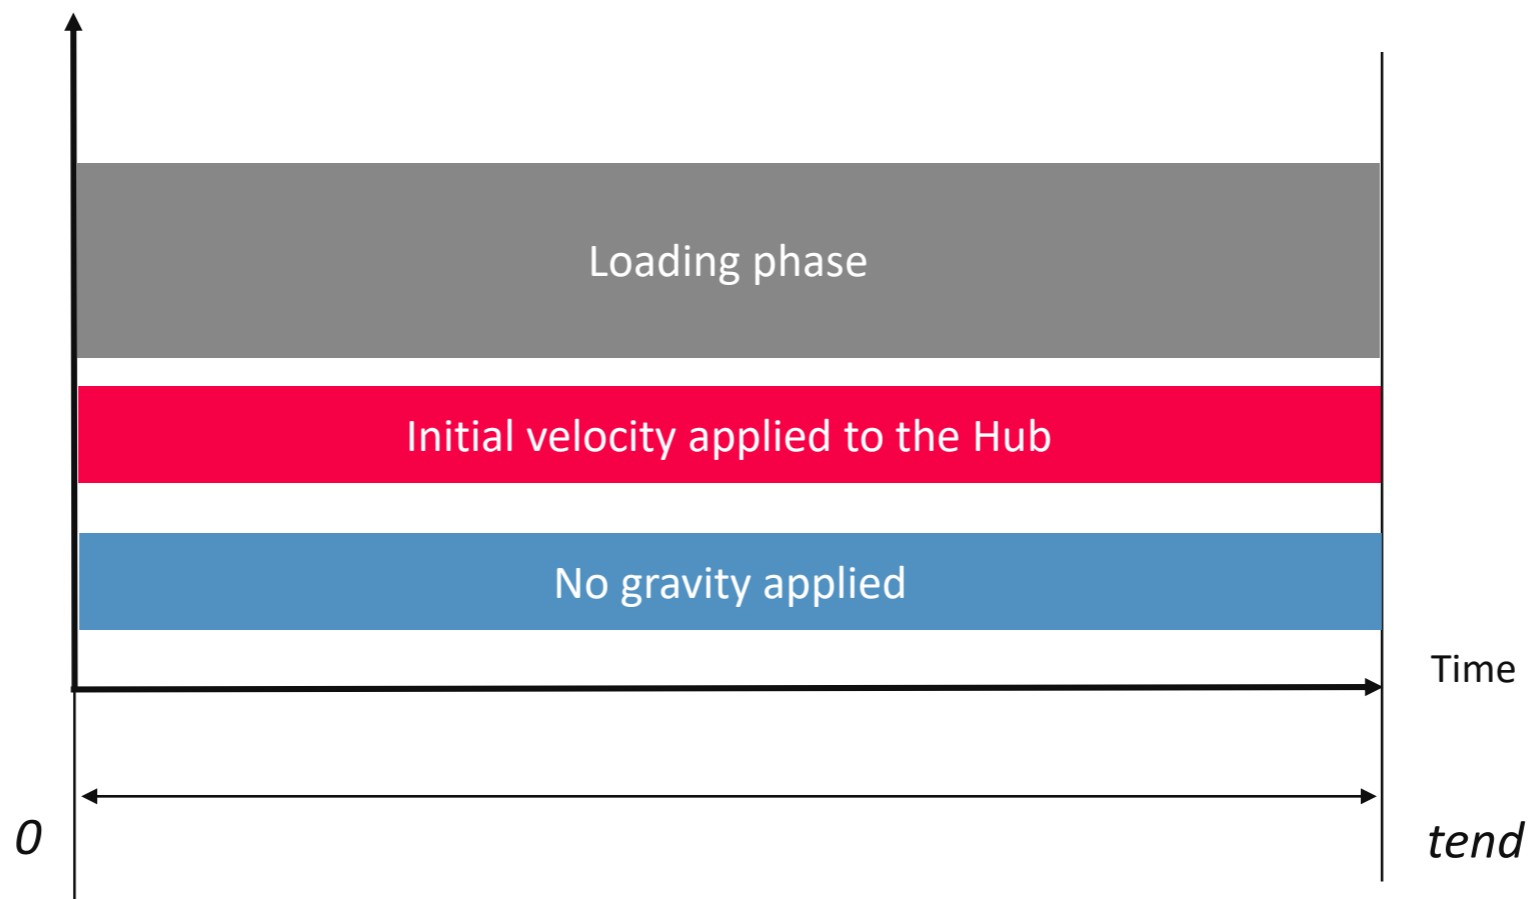 Loading phase
Initial velocity applied to the Hub
No gravity applied
Time
0
tend